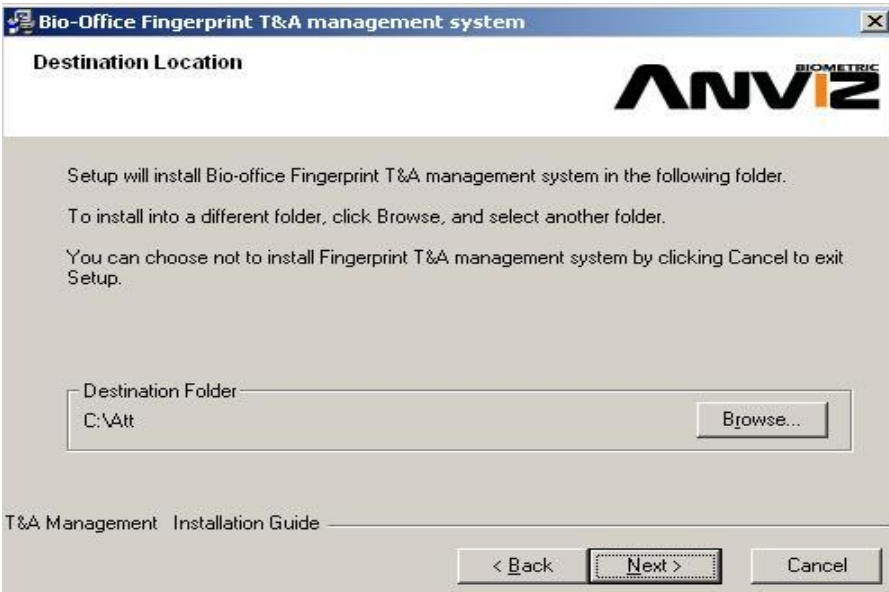 Bio-Office Fingerprint T&A management system
Destination Location
BIOMETRIC
ANVIZ
Setup will install Bio-office Fingerprint T&A management system in the following folder.
To install into a different folder, click Browse, and select another folder.
You can choose not to install Fingerprint T&A management system by clicking Cancel to exit
Setup.
Destination Folder
C:\Att
Browse...
T&A Management Installation Guide
< Back
Next >
Cancel